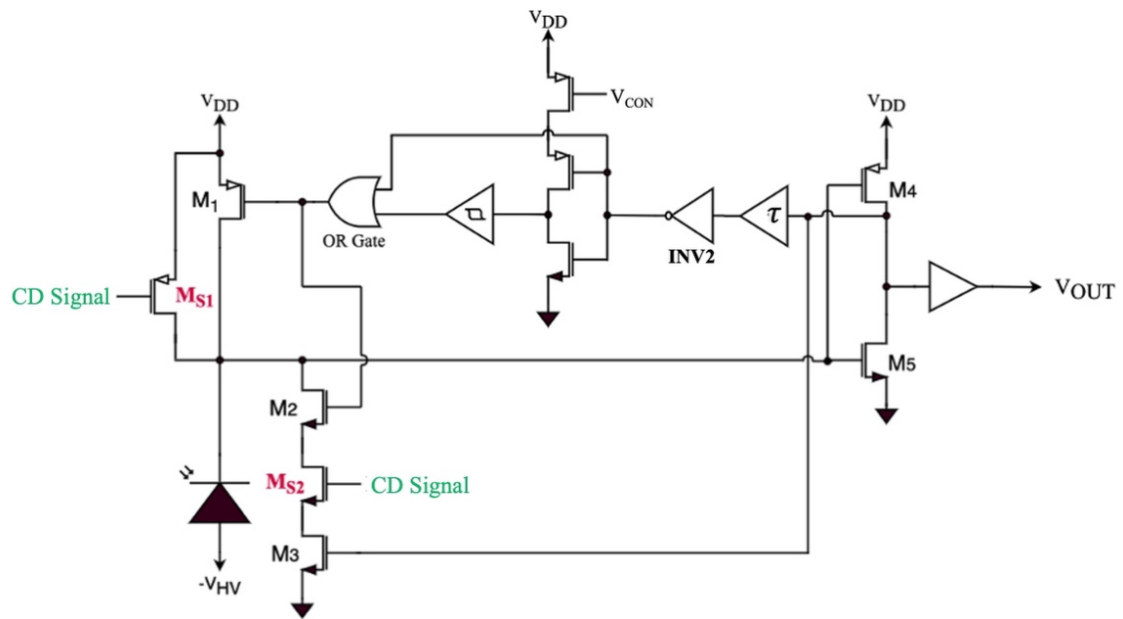 VDD
VCON
VDD
VDD
M1
M4
τ
OR Gate
INV2
CD Signal
MS1
VOUT
M5
M2
MS2
CD Signal
M3
-VHV